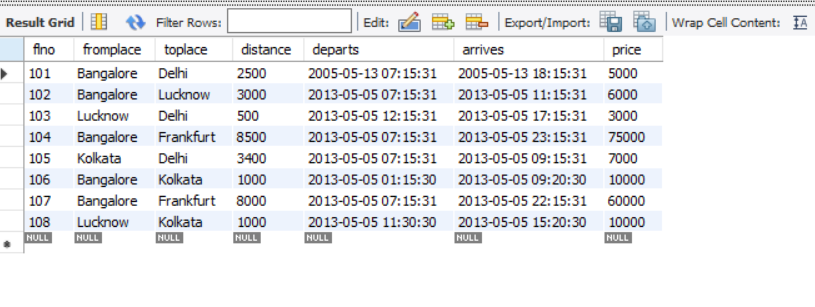 Result Grid Filter Rows: Edit: Export/Import: Wrap Cell Content: IA
flno fromplace toplace distance departs arrives price
101 Bangalore Delhi 2500 2005-05-13 07:15:31 2005-05-13 18:15:31 5000
102 Bangalore Lucknow 3000 2013-05-05 07:15:31 2013-05-05 11:15:31 6000
103 Lucknow Delhi 500 2013-05-05 12:15:31 2013-05-05 17:15:31 3000
104 Bangalore Frankfurt 8500 2013-05-05 07:15:31 2013-05-05 23:15:31 75000
105 Kolkata Delhi 3400 2013-05-05 07:15:31 2013-05-05 09:15:31 7000
106 Bangalore Kolkata 1000 2013-05-05 01:15:30 2013-05-05 09:20:30 10000
107 Bangalore Frankfurt 8000 2013-05-05 07:15:31 2013-05-05 22:15:31 60000
108 Lucknow Kolkata 1000 2013-05-05 11:30:30 2013-05-05 15:20:30 10000
NULL NULL NULL NULL NULL NULL NULL